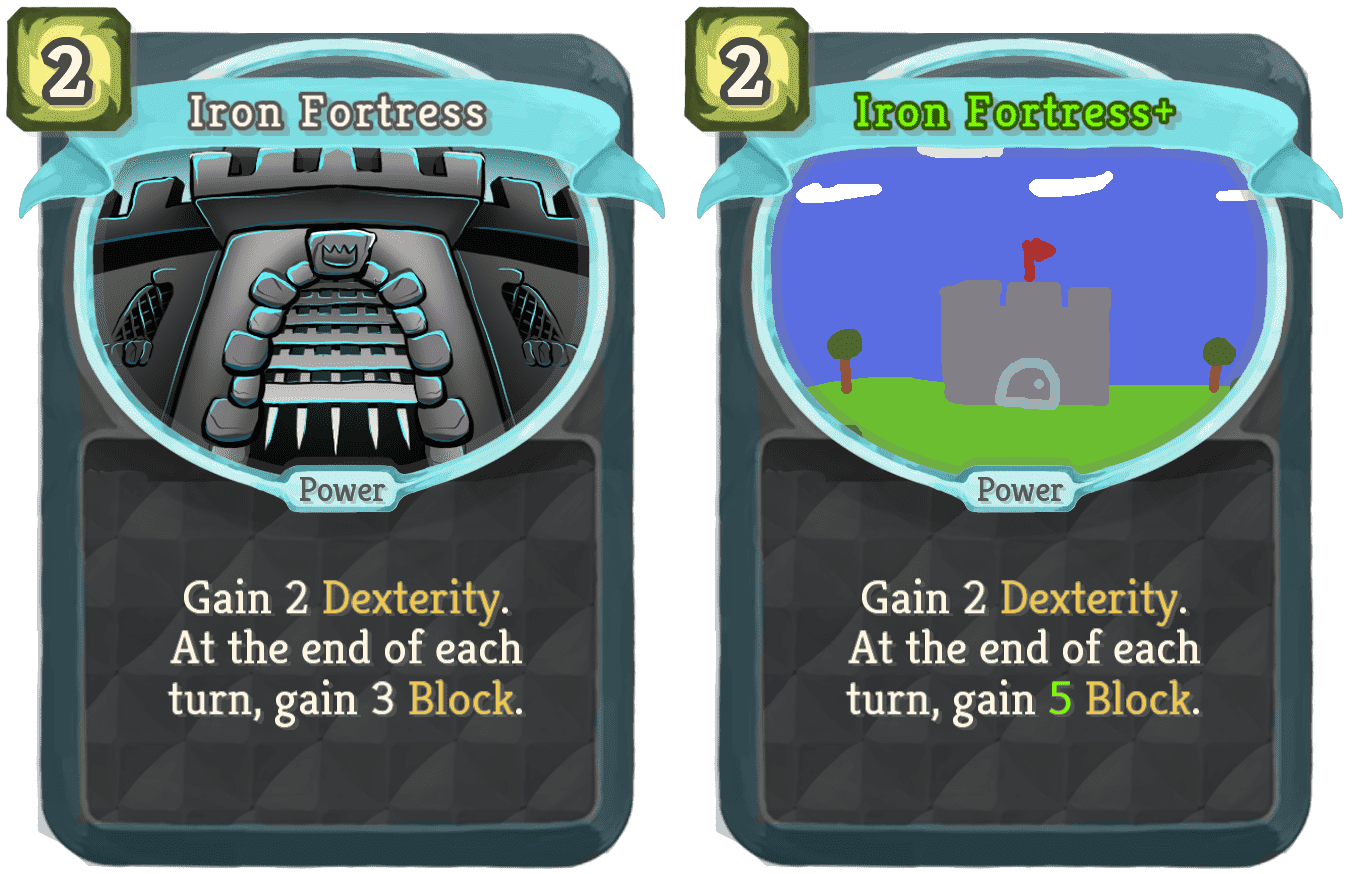 2
Iron Fortress
Power
Gain 2 Dexterity.
At the end of each
turn, gain 3 Block.
2
Iron Fortress+
Power
Gain 2 Dexterity.
At the end of each
turn, gain 5 Block.